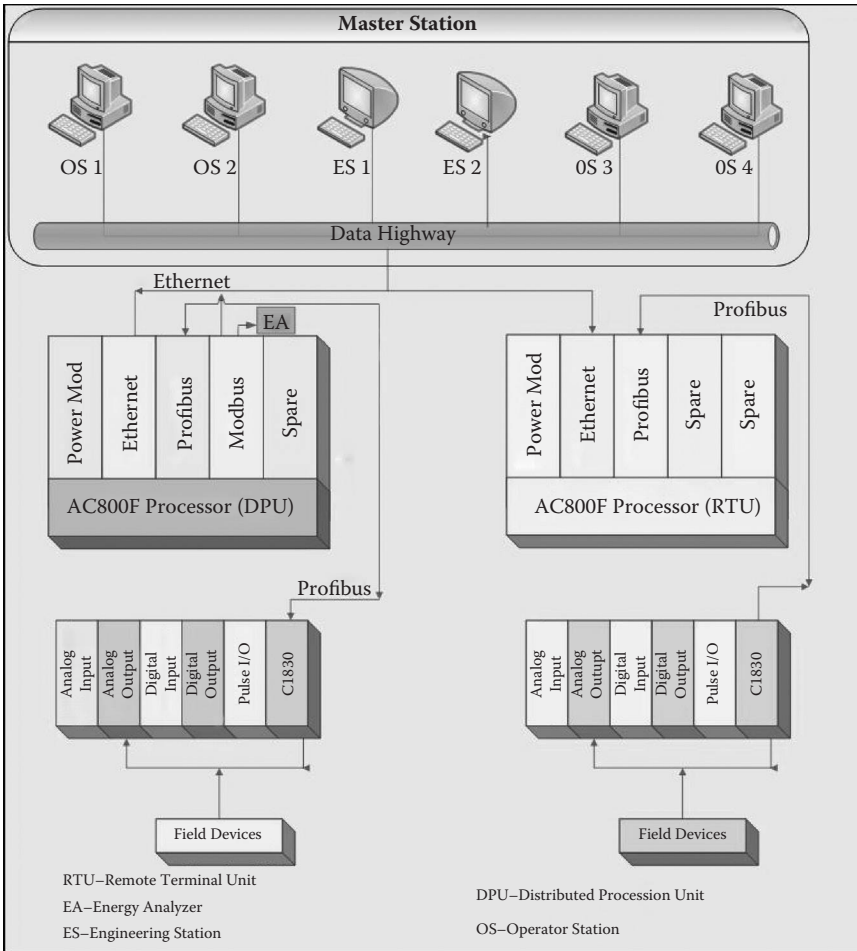 Master Station
OS 1
OS 2
ES 1
ES 2
0S 3
0S 4
Data Highway
Ethernet
EA
Profibus
Power Mod
Ethernet
Profibus
Modbus
Spare
AC800F Processor (DPU)
Power Mod
Ethernet
Profibus
Spare
Spare
AC800F Processor (RTU)
Profibus
Analog
Input
Analog
Output
Digital
Input
Digital
Output
Pulse I/O
C1830
Analog
Input
Analog
Outupt
Digital
Input
Digital
Output
Pulse I/O
C1830
Field Devices
Field Devices
RTU–Remote Terminal Unit
EA–Energy Analyzer
ES–Engineering Station
DPU–Distributed Procession Unit
OS–Operator Station